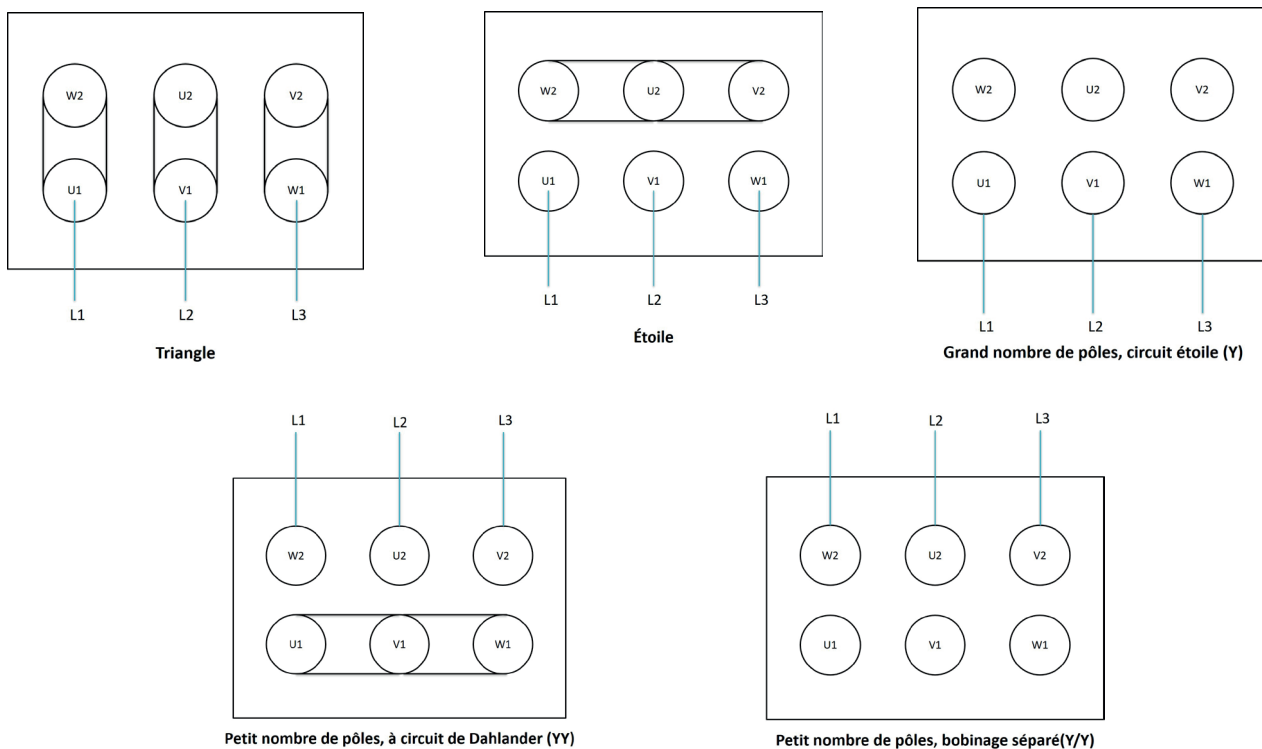 W2 U2 V2
U1 V1 W1
L1 L2 L3
Triangle
W2 U2 V2
U1 V1 W1
L1 L2 L3
Étoile
W2 U2 V2
U1 V1 W1
L1 L2 L3
Grand nombre de pôles, circuit étoile (Y)
L1 L2 L3
W2 U2 V2
U1 V1 W1
Petit nombre de pôles, à circuit de Dahlander (YY)
L1 L2 L3
W2 U2 V2
U1 V1 W1
Petit nombre de pôles, bobinage séparé(Y/Y)